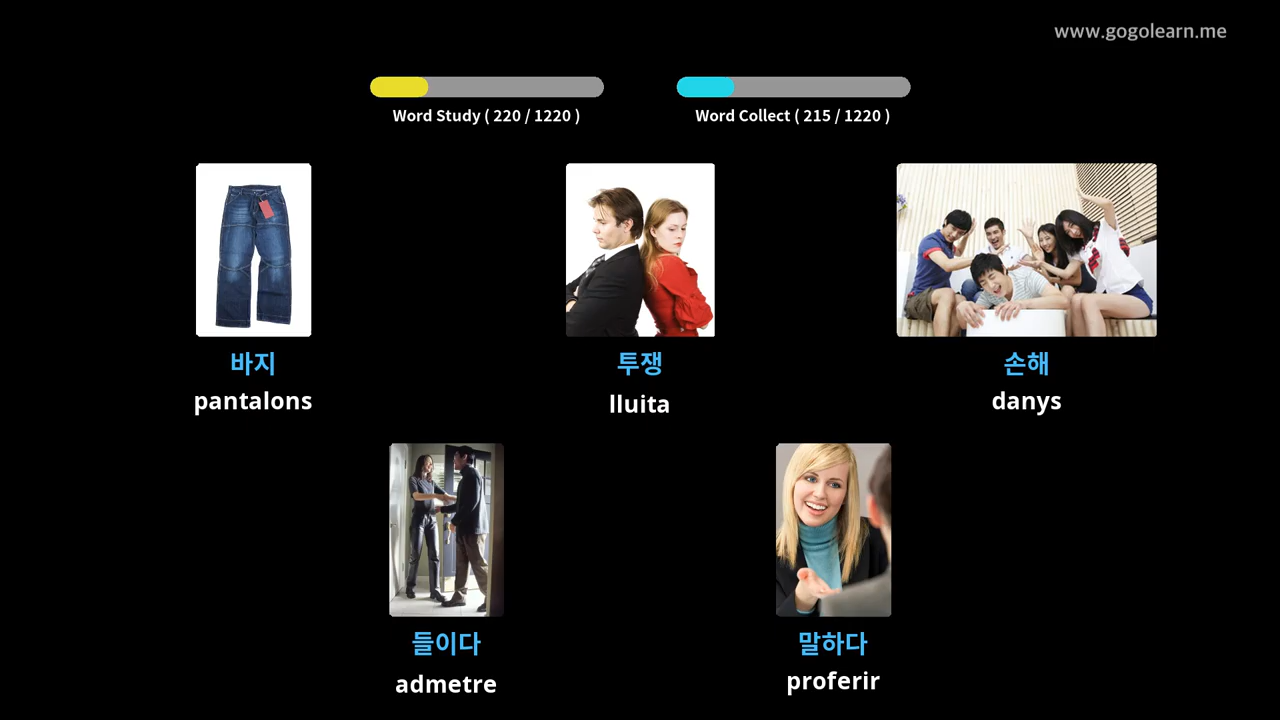 www.gogolearn.me
Word Study ( 220 / 1220 )
Word Collect ( 215 / 1220 )
바지
투쟁
손해
pantalons
lluita
danys
들이다
말하다
admetre
proferir